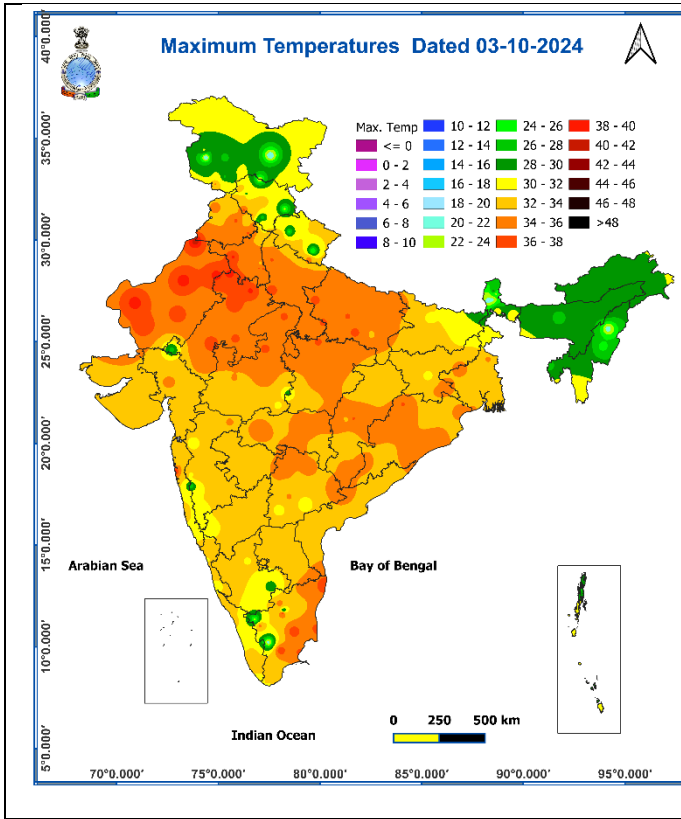 Maximum Temperatures Dated 03-10-2024
Max. Temp
<= 0
0 - 2
2 - 4
4 - 6
6 - 8
8 - 10
10 - 12
12 - 14
14 - 16
16 - 18
18 - 20
20 - 22
22 - 24
24 - 26
26 - 28
28 - 30
30 - 32
32 - 34
34 - 36
36 - 38
38 - 40
40 - 42
42 - 44
44 - 46
46 - 48
>48
40°0.000'
35°0.000'
30°0.000'
25°0.000'
20°0.000'
15°0.000'
10°0.000'
5°0.000'
Arabian Sea
Bay of Bengal
Indian Ocean
0 250 500 km
70°0.000' 75°0.000' 80°0.000' 85°0.000' 90°0.000' 95°0.000'